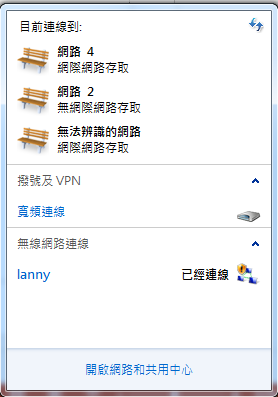 目前連線到:
網路 4
網際網路存取
網路 2
無網際網路存取
無法辨識的網路
網際網路存取
撥號及 VPN
寬頻連線
無線網路連線
lanny 已經連線
開啟網路和共用中心